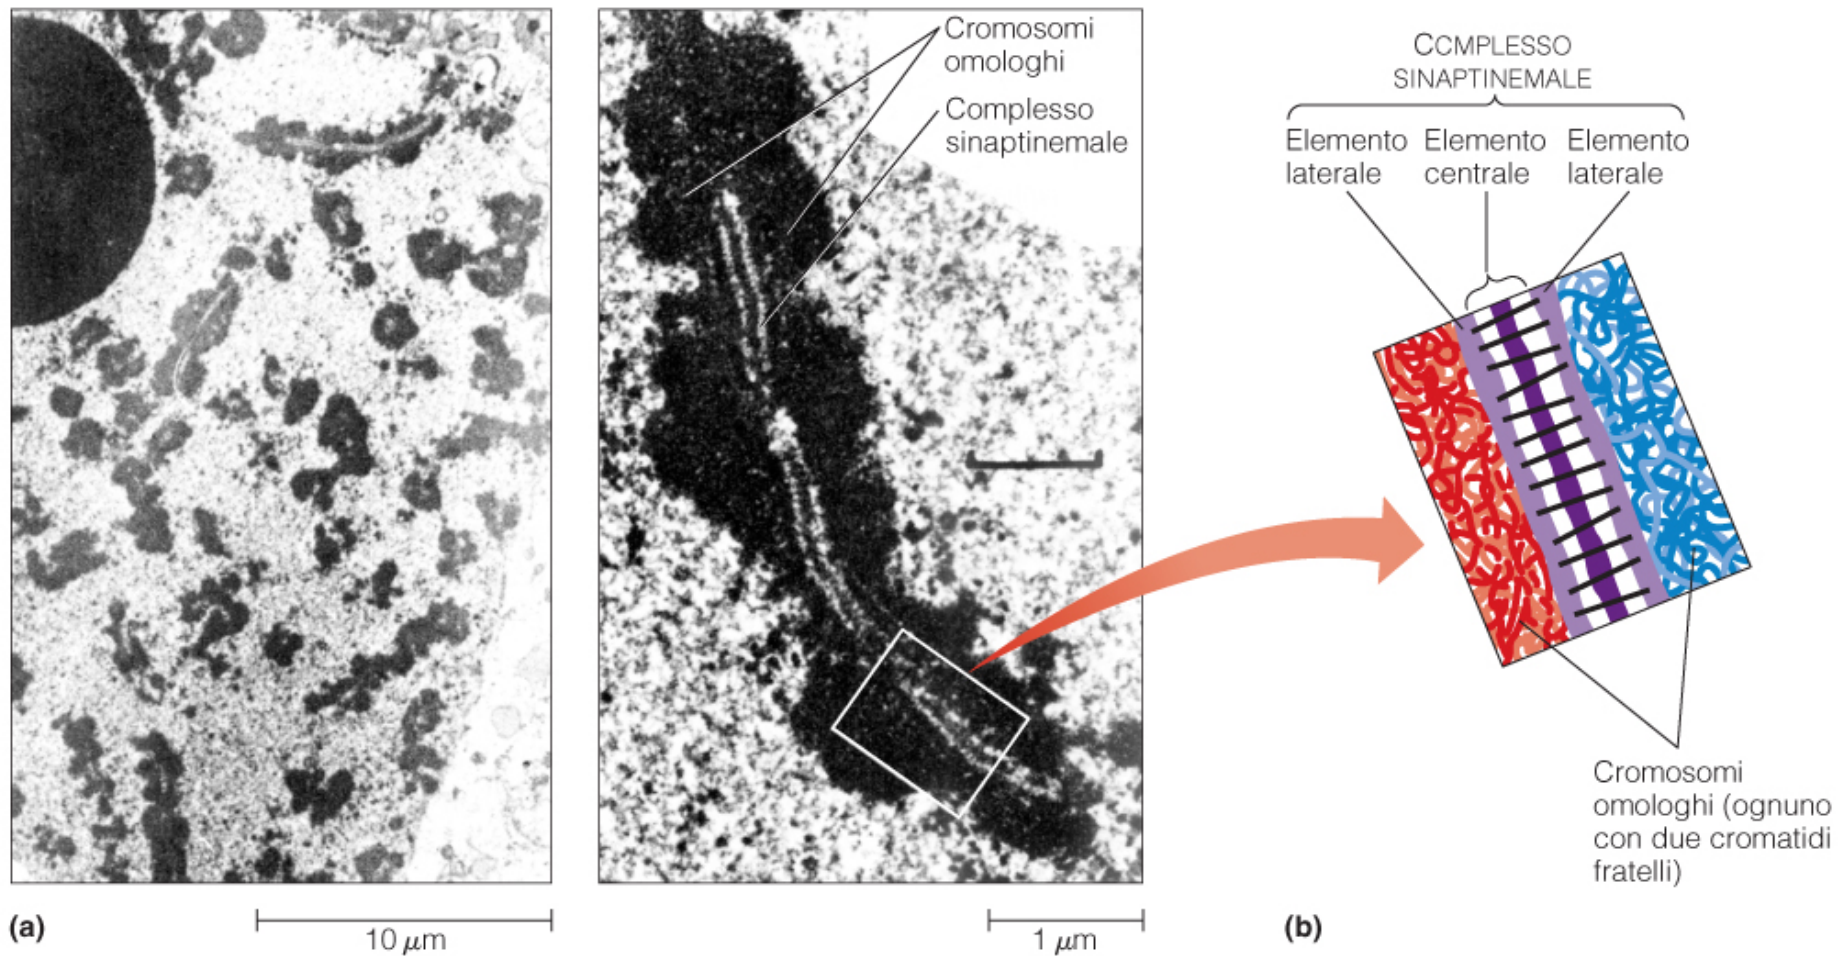 Cromosomi
omologhi
Complesso
sinaptinemale
CCMPLESSO
SINAPTINEMALE
Elemento Elemento Elemento
laterale centrale laterale
Cromosomi
omologhi (ognuno
con due cromatidi
fratelli)
(a)
10 μm
1 μm
(b)